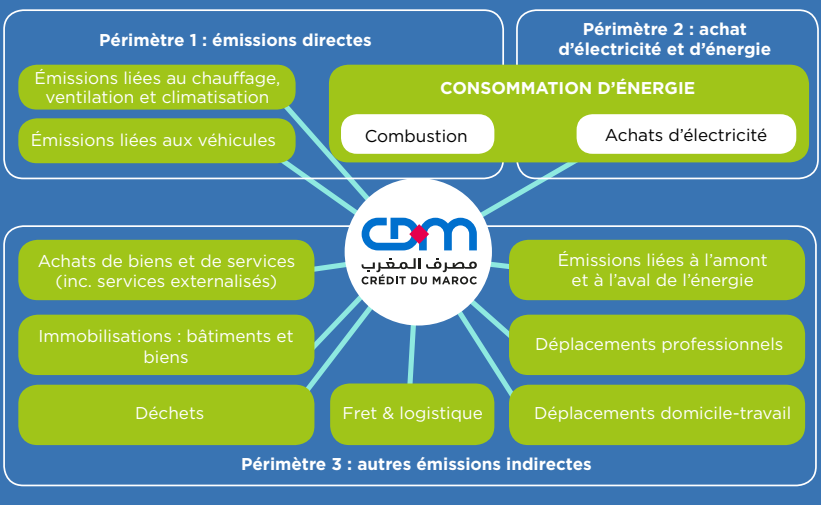 Périmètre 1 : émissions directes
Émissions liées au chauffage,
ventilation et climatisation
Émissions liées aux véhicules
Périmètre 2 : achat
d'électricité et d'énergie
CONSOMMATION D'ÉNERGIE
Combustion
Achats d'électricité
CDM
مصرف المغرب
CRÉDIT DU MAROC
Achats de biens et de services
(inc. services externalisés)
Immobilisations : bâtiments et
biens
Déchets
Fret & logistique
Émissions liées à l'amont
et à l'aval de l'énergie
Déplacements professionnels
Déplacements domicile-travail
Périmètre 3 : autres émissions indirectes